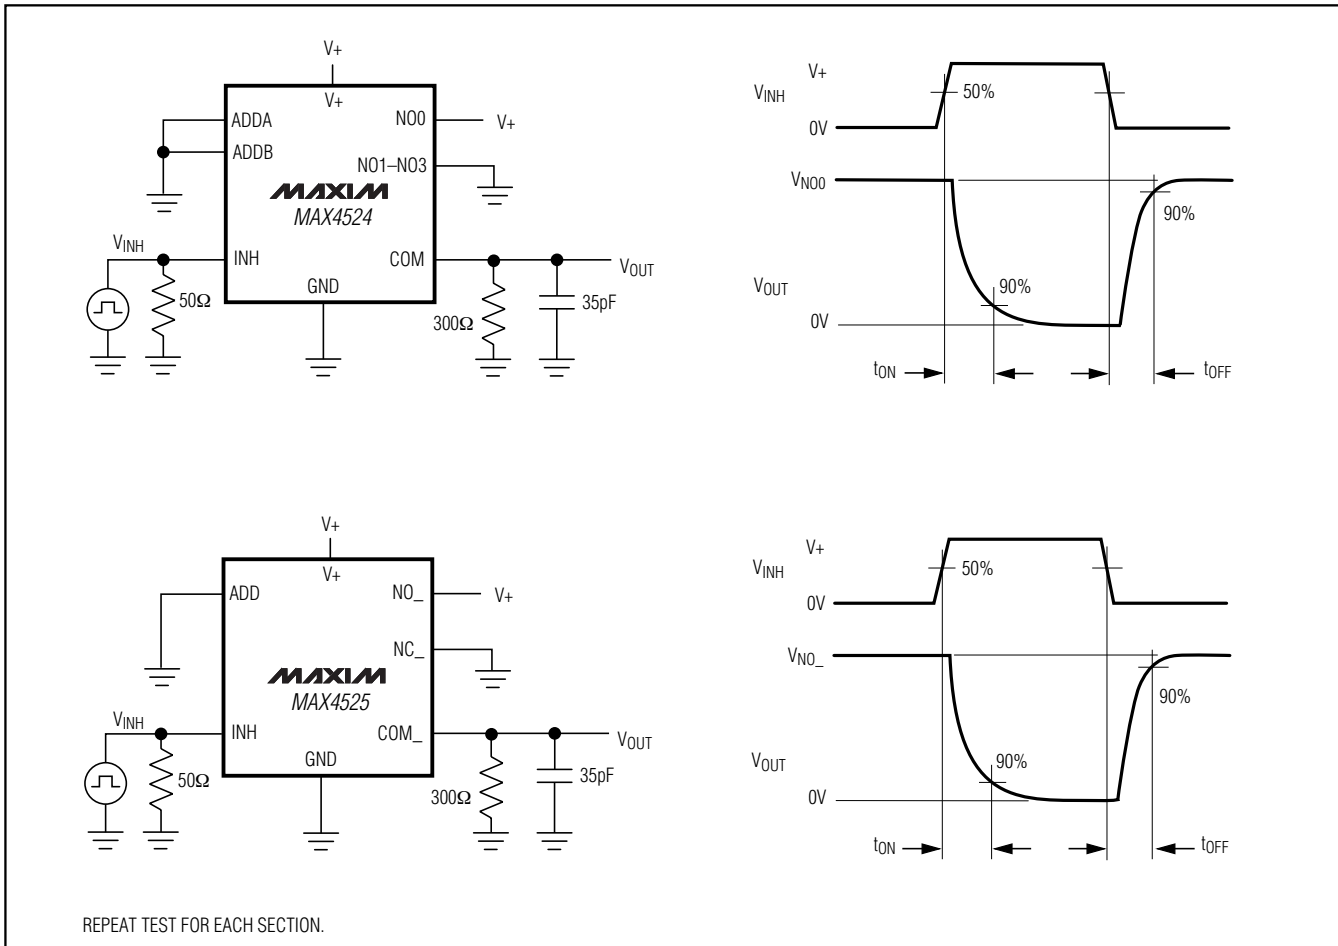 V+
V+
ADDA
ADDB
NO0
V+
NO1–NO3
MAXIM
MAX4524
VINH
INH
COM
VOUT
GND
50Ω
300Ω
35pF
V+
VINH
50%
0V
VNO0
90%
VOUT
90%
0V
tON
tOFF
V+
V+
ADD
NO_
V+
NC_
MAXIM
MAX4525
VINH
INH
COM_
VOUT
GND
50Ω
300Ω
35pF
V+
VINH
50%
0V
VNO_
90%
VOUT
90%
0V
tON
tOFF
REPEAT TEST FOR EACH SECTION.